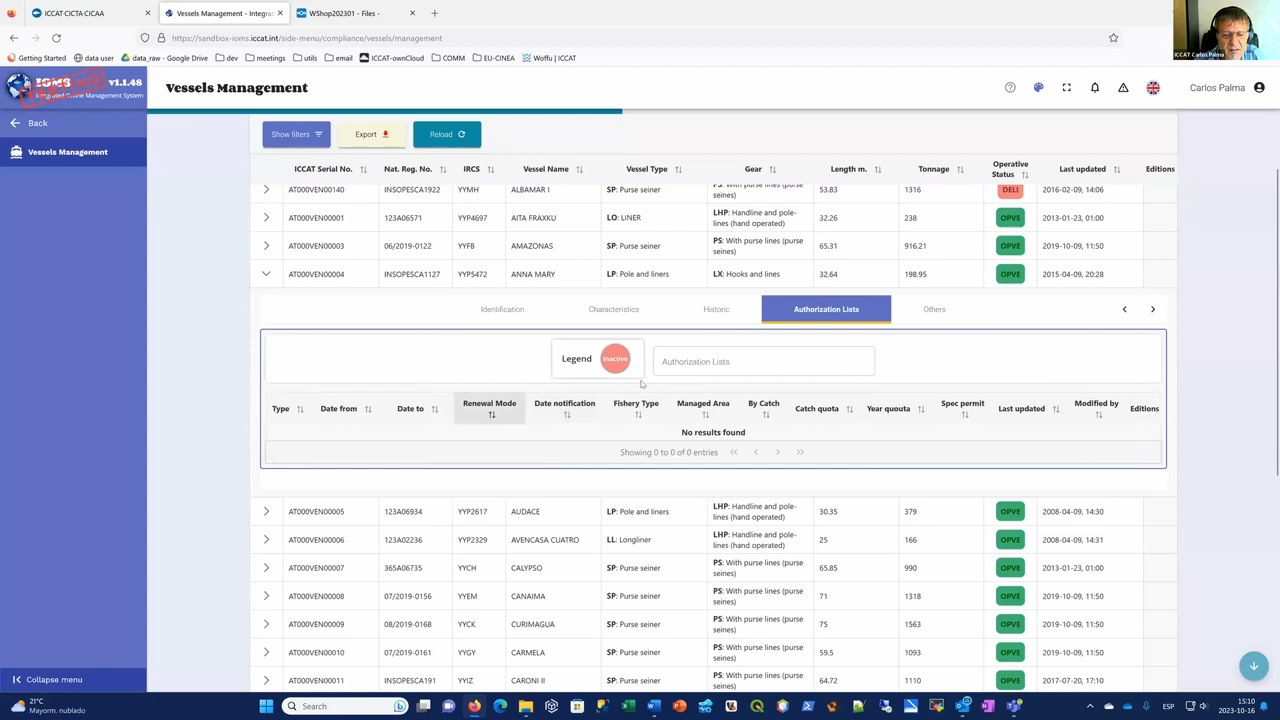 ICCAT·CICTA·CICAA
Vessels Management - Integrat
WShop202301 - Files -
https://sandbox-ioms.iccat.int/side-menu/compliance/vessels/management
Getting Started
data user
data_raw - Google Drive
dev
meetings
utils
email
ICCAT-ownCloud
COMM
EU-CINEA
Woffu | ICCAT
ICCAT Carlos Palma
IOMS
v1.1.48
Integrated Online Management System
Vessels Management
Carlos Palma
Back
Vessels Management
Show filters
Export
Reload
ICCAT Serial No.
Nat. Reg. No.
IRCS
Vessel Name
Vessel Type
Gear
Length m.
Tonnage
Operative Status
Last updated
Editions
AT000VEN00140 INSOPESCA1922 YYMH ALBAMAR I SP: Purse seiner PS: With purse lines (purse seines) 53.83 1316 DELI 2016-02-09, 14:06
AT000VEN00001 123A06571 YYP4697 AITA FRAXKU LO: LINER LHP: Handline and pole-lines (hand operated) 32.26 238 OPVE 2013-01-23, 01:00
AT000VEN00003 06/2019-0122 YYFB AMAZONAS SP: Purse seiner PS: With purse lines (purse seines) 65,31 916.21 OPVE 2019-10-09, 11:50
AT000VEN00004 INSOPESCA1127 YYP5472 ANNA MARY LP: Pole and liners LX: Hooks and lines 32,64 198.95 OPVE 2015-04-09, 20:28
Identification
Characteristics
Historic
Authorization Lists
Others
Legend
Inactive
Authorization Lists
Type
Date from
Date to
Renewal Mode
Date notification
Fishery Type
Managed Area
By Catch
Catch quota
Year qouuta
Spec permit
Last updated
Modified by
Editions
No results found
Showing 0 to 0 of 0 entries
AT000VEN00005 123A06934 YYP2617 AUDACE LP: Pole and liners LHP: Handline and pole-lines (hand operated) 30.35 379 OPVE 2008-04-09, 14:30
AT000VEN00006 123A02236 YYP2329 AVENCASA CUATRO LL: Longliner LHP: Handline and pole-lines (hand operated) 25 166 OPVE 2008-04-09, 14:31
AT000VEN00007 365A06735 YYCH CALYPSO SP: Purse seiner PS: With purse lines (purse seines) 65.85 990 OPVE 2013-01-23, 01:00
AT000VEN00008 07/2019-0156 YYEM CANAIMA SP: Purse seiner PS: With purse lines (purse seines) 71 1318 OPVE 2019-10-09, 11:50
AT000VEN00009 08/2019-0168 YYCK CURIMAGUA SP: Purse seiner PS: With purse lines (purse seines) 75 1563 OPVE 2019-10-09, 11:50
AT000VEN00010 07/2019-0161 YYGY CARMELA SP: Purse seiner PS: With purse lines (purse seines) 59.5 1093 OPVE 2019-10-09, 11:50
AT000VEN00011 INSOPESCA191 YYIZ CARONI II SP: Purse seiner PS: With purse lines (purse seines) 64.72 1110 OPVE 2017-07-20, 17:10
Collapse menu
21°C
Mayorm. nublado
Search
ESP
15:10
2023-10-16